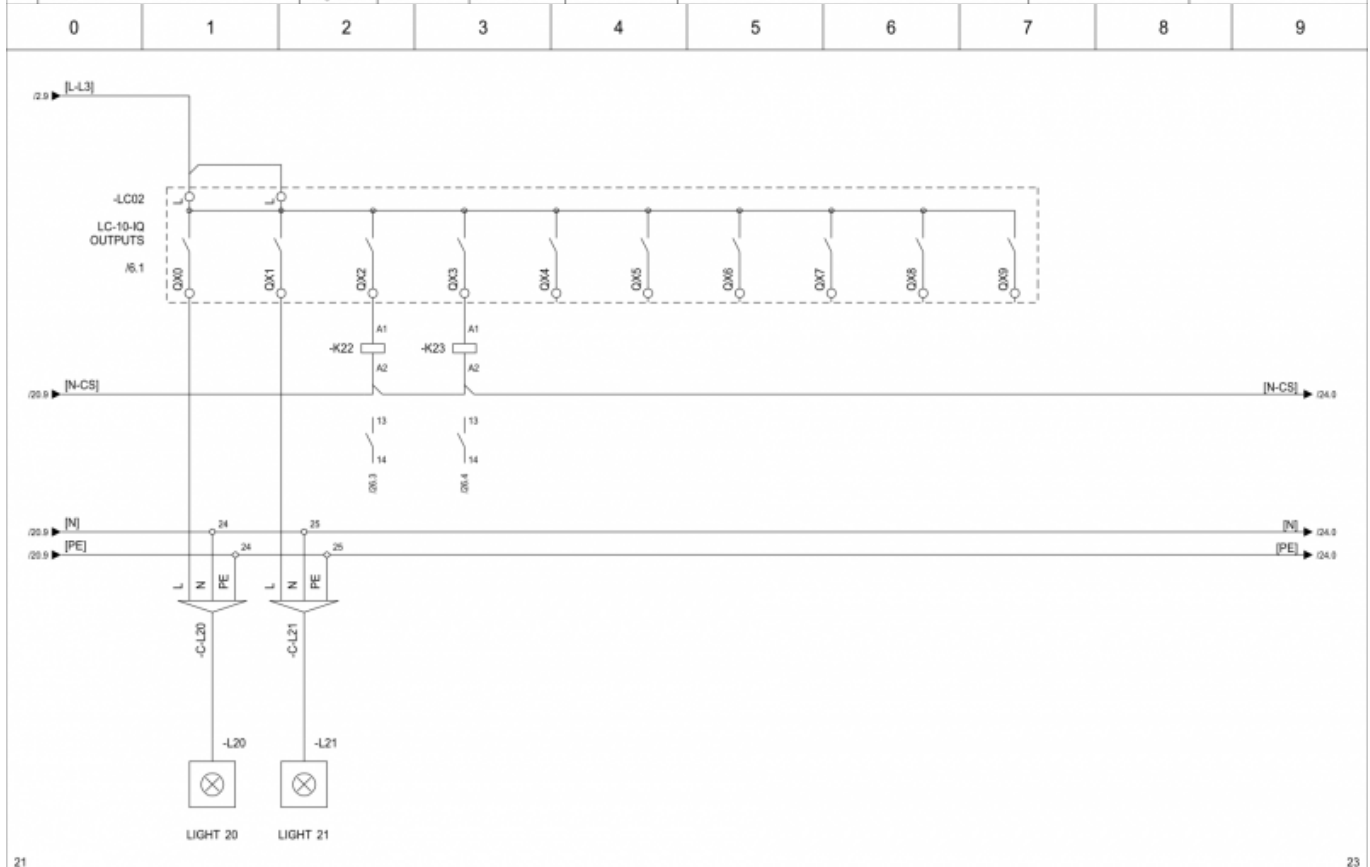 0 1 2 3 4 5 6 7 8 9
/2.9 [L-L3]
-LC02
L L
LC-10-IQ
OUTPUTS
/6.1
QX0 QX1 QX2 QX3 QX4 QX5 QX6 QX7 QX8 QX9
A1 A1
-K22 -K23
A2 A2
/20.9 [N-CS] [N-CS] /24.0
13 13
14 14
/26.3 /26.4
/20.9 [N] 24 25 [N] /24.0
/20.9 [PE] 24 25 [PE] /24.0
L N PE L N PE
-C-L20 -C-L21
-L20 -L21
LIGHT 20 LIGHT 21
21 23